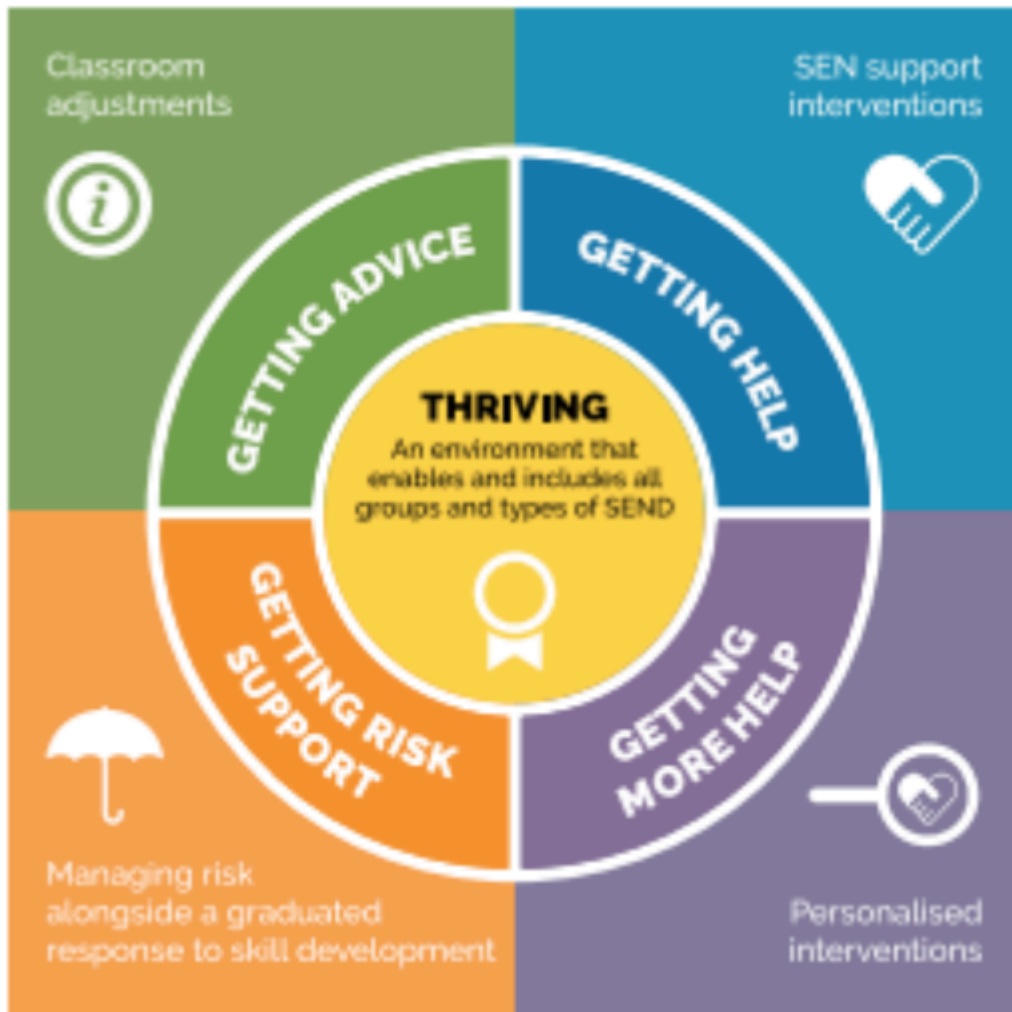 Classroom
adjustments
SEN support
interventions
GETTING ADVICE
GETTING HELP
THRIVING
An environment that
enables and includes all
groups and types of SEND
GETTING RISK
SUPPORT
GETTING
MORE HELP
Managing risk
alongside a graduated
response to skill development
Personalised
interventions